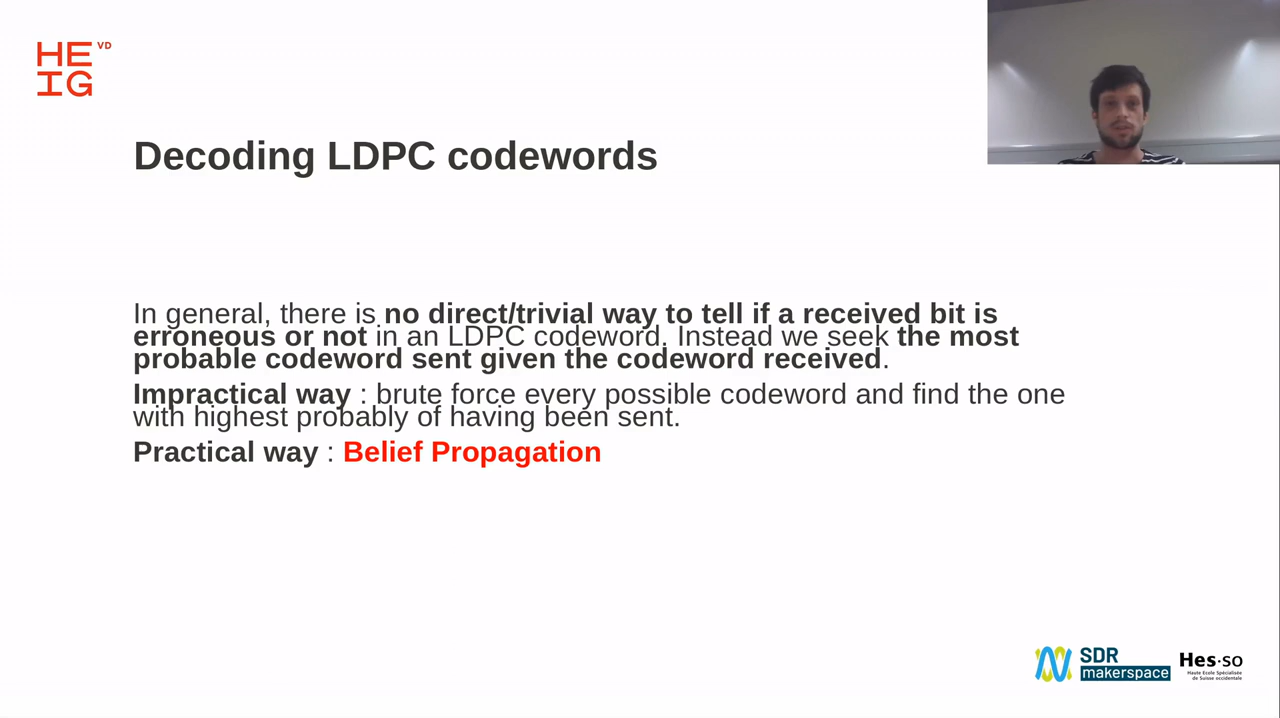 HE VD
IG
Decoding LDPC codewords
In general, there is no direct/trivial way to tell if a received bit is
erroneous or not in an LDPC codeword. Instead we seek the most
probable codeword sent given the codeword received.
Impractical way : brute force every possible codeword and find the one
with highest probably of having been sent.
Practical way : Belief Propagation
SDR
makerspace
Hes·so
Haute Ecole Spécialisée
de Suisse occidentale